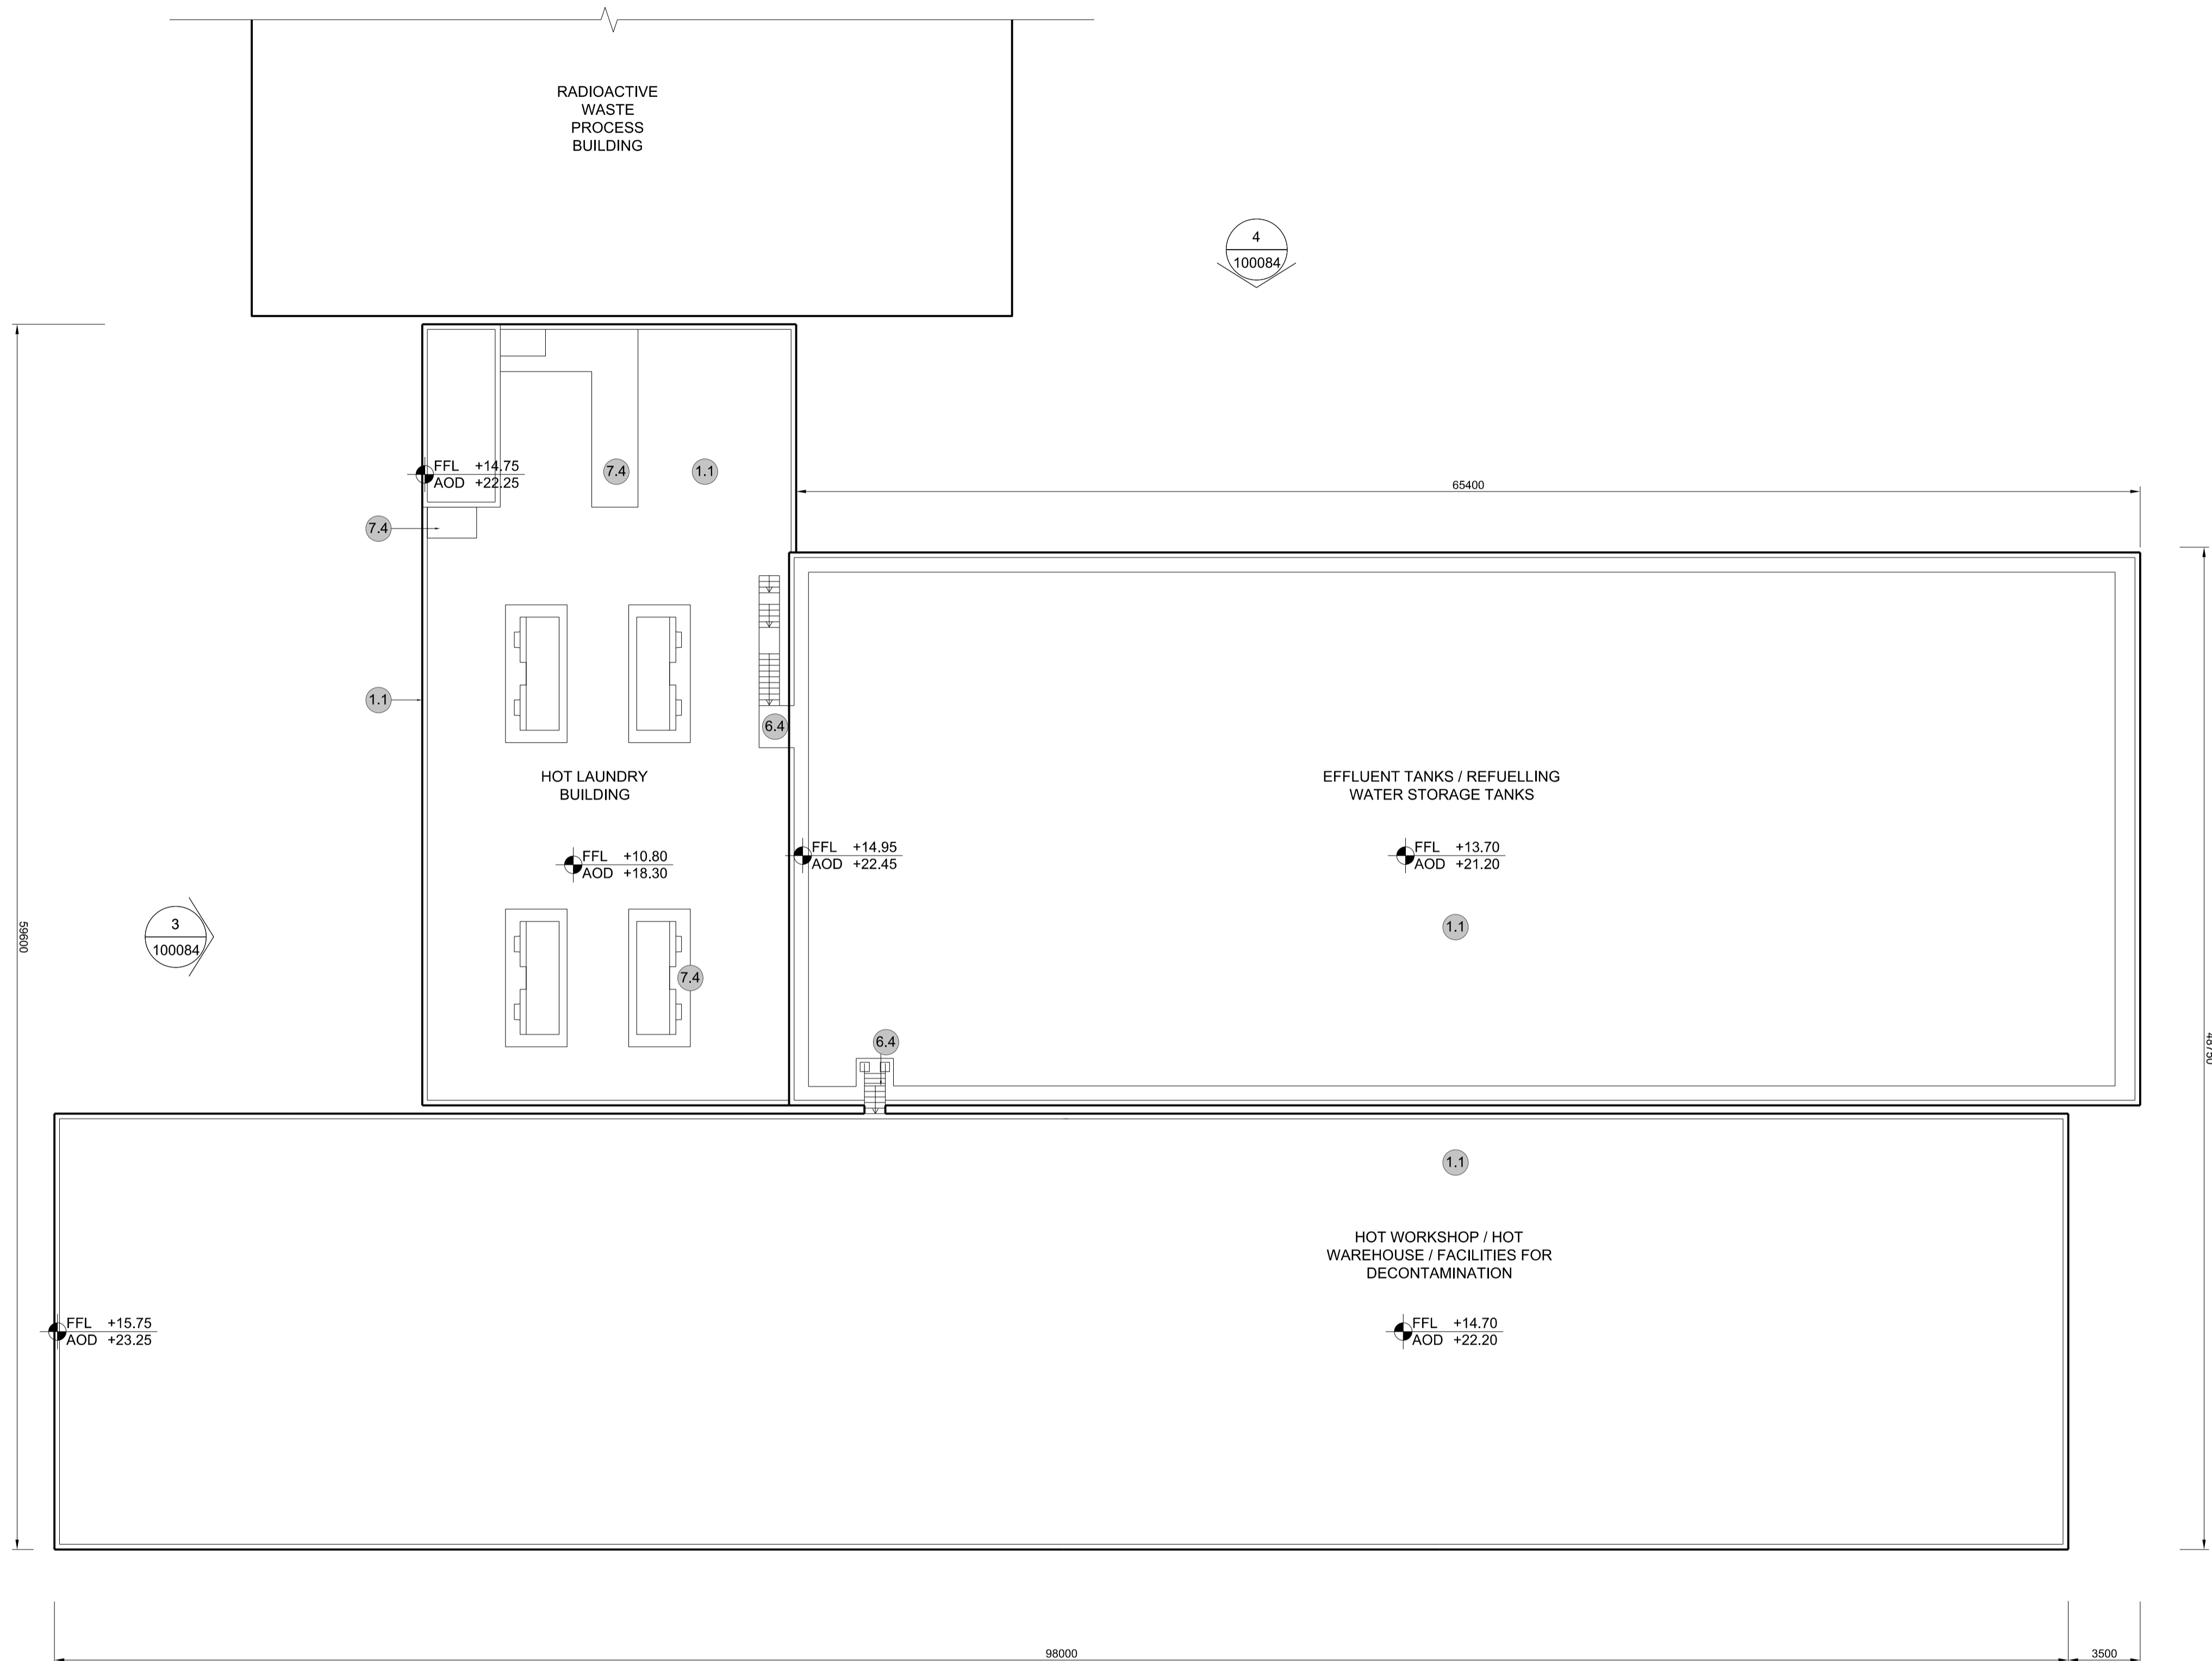 RADIOACTIVE
WASTE
PROCESS
BUILDING
4
100084
FFL +14.75
AOD +22.25
7.4
1.1
65400
7.4
1.1
6.4
HOT LAUNDRY
BUILDING
EFFLUENT TANKS / REFUELLING
WATER STORAGE TANKS
FFL +10.80
AOD +18.30
FFL +14.95
AOD +22.45
FFL +13.70
AOD +21.20
3
100084
59600
1.1
7.4
6.4
48750
1.1
HOT WORKSHOP / HOT
WAREHOUSE / FACILITIES FOR
DECONTAMINATION
FFL +15.75
AOD +23.25
FFL +14.70
AOD +22.20
98000
3500